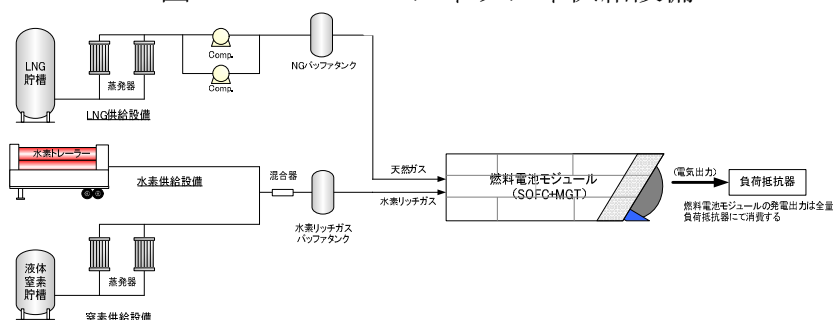 LNG
貯槽
蒸発器
LNG供給設備
Comp.
Comp.
NGバッファタンク
水素トレーラー
水素供給設備
混合器
水素リッチガス
バッファタンク
天然ガス
水素リッチガス
燃料電池モジュール
(SOFC+MGT)
(電気出力)
負荷抵抗器
燃料電池モジュールの発電出力は全量
負荷抵抗器にて消費する
液体
窒素
貯槽
蒸発器
窒素供給設備